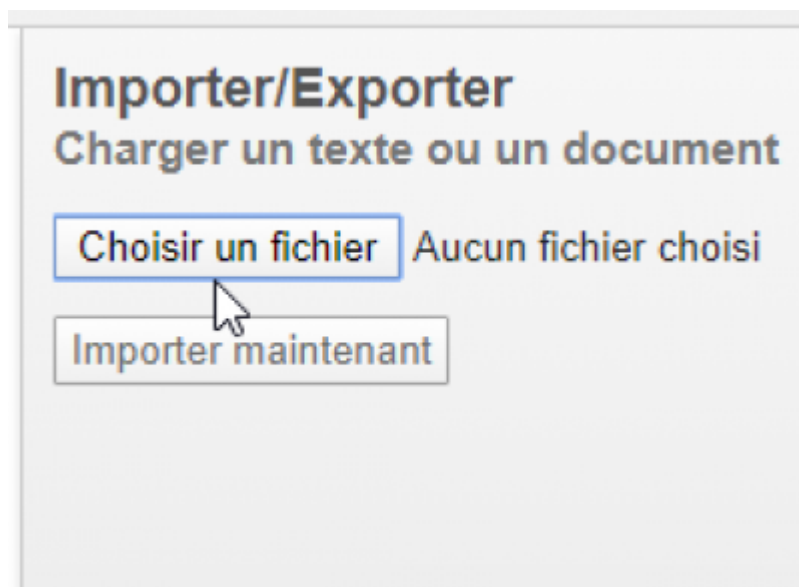 Importer/Exporter
Charger un texte ou un document
Choisir un fichier Aucun fichier choisi
Importer maintenant